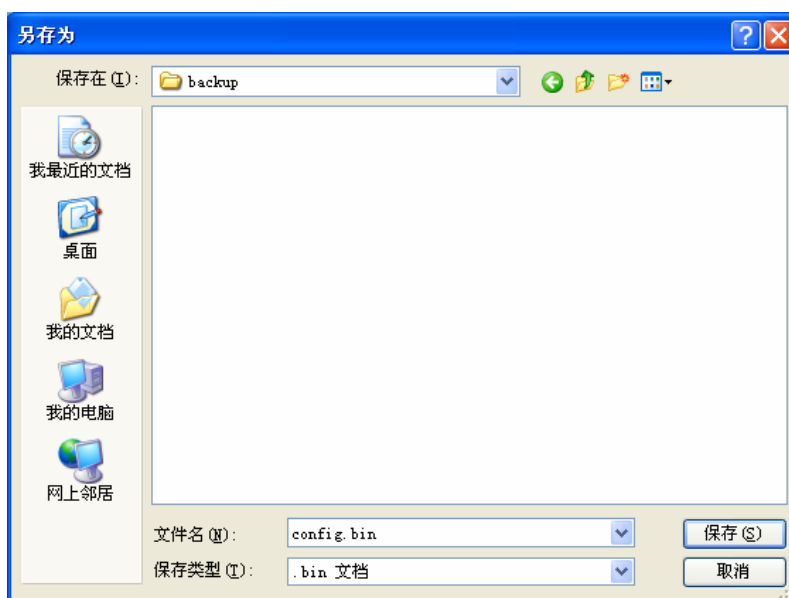 另存为
保存在(I):
backup
我最近的文档
桌面
我的文档
我的电脑
网上邻居
文件名(N):
config.bin
保存(S)
保存类型(T):
.bin 文档
取消